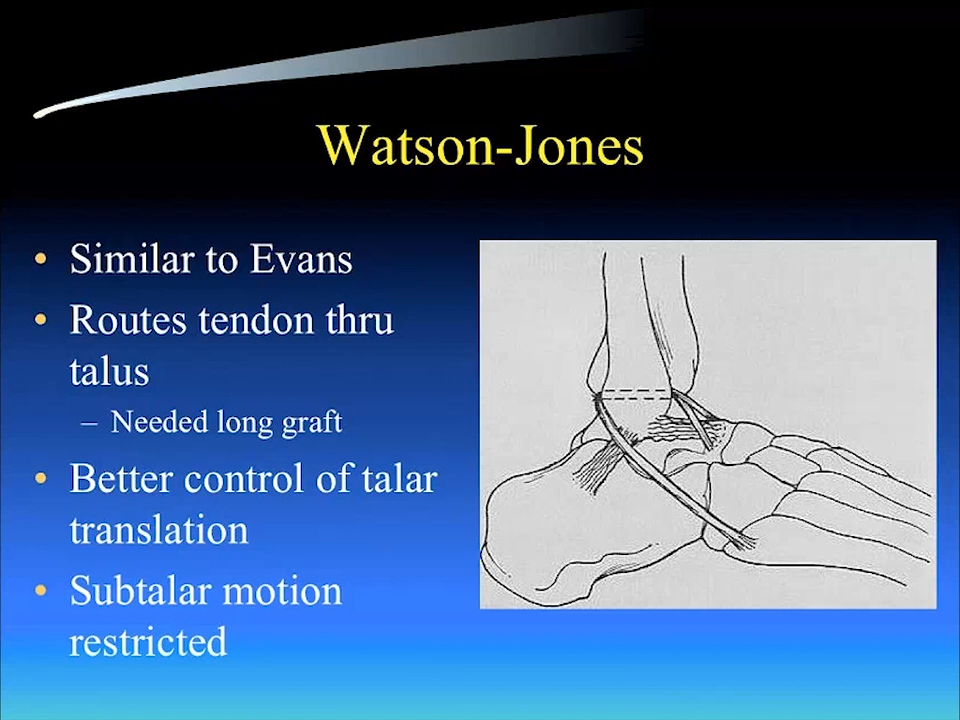 Watson-Jones
• Similar to Evans
• Routes tendon thru
talus
– Needed long graft
• Better control of talar
translation
• Subtalar motion
restricted